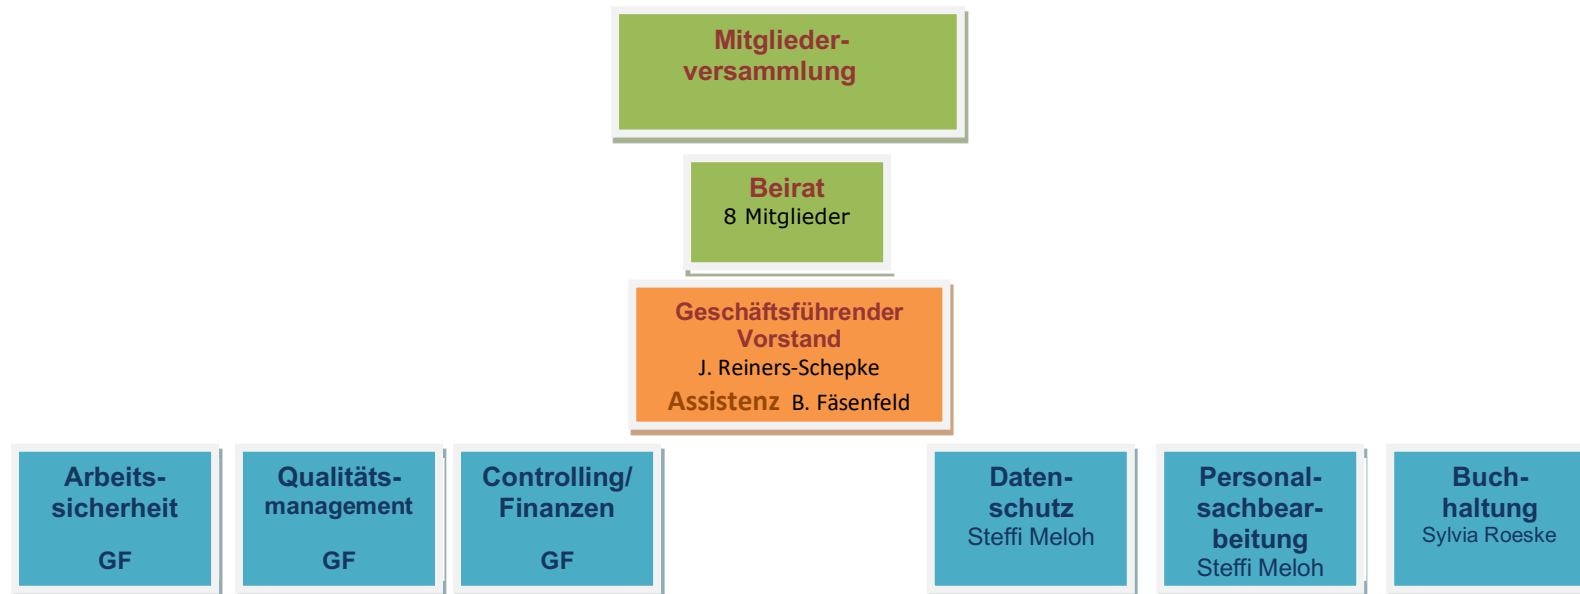 Mitglieder-
versammlung
Beirat
8 Mitglieder
Geschäftsführender
Vorstand
J. Reiners-Schepke
Assistenz B. Fäsenfeld
Arbeits-
sicherheit
GF
Qualitäts-
management
GF
Controlling/
Finanzen
GF
Daten-
schutz
Steffi Meloh
Personal-
sachbear-
beitung
Steffi Meloh
Buch-
haltung
Sylvia Roeske